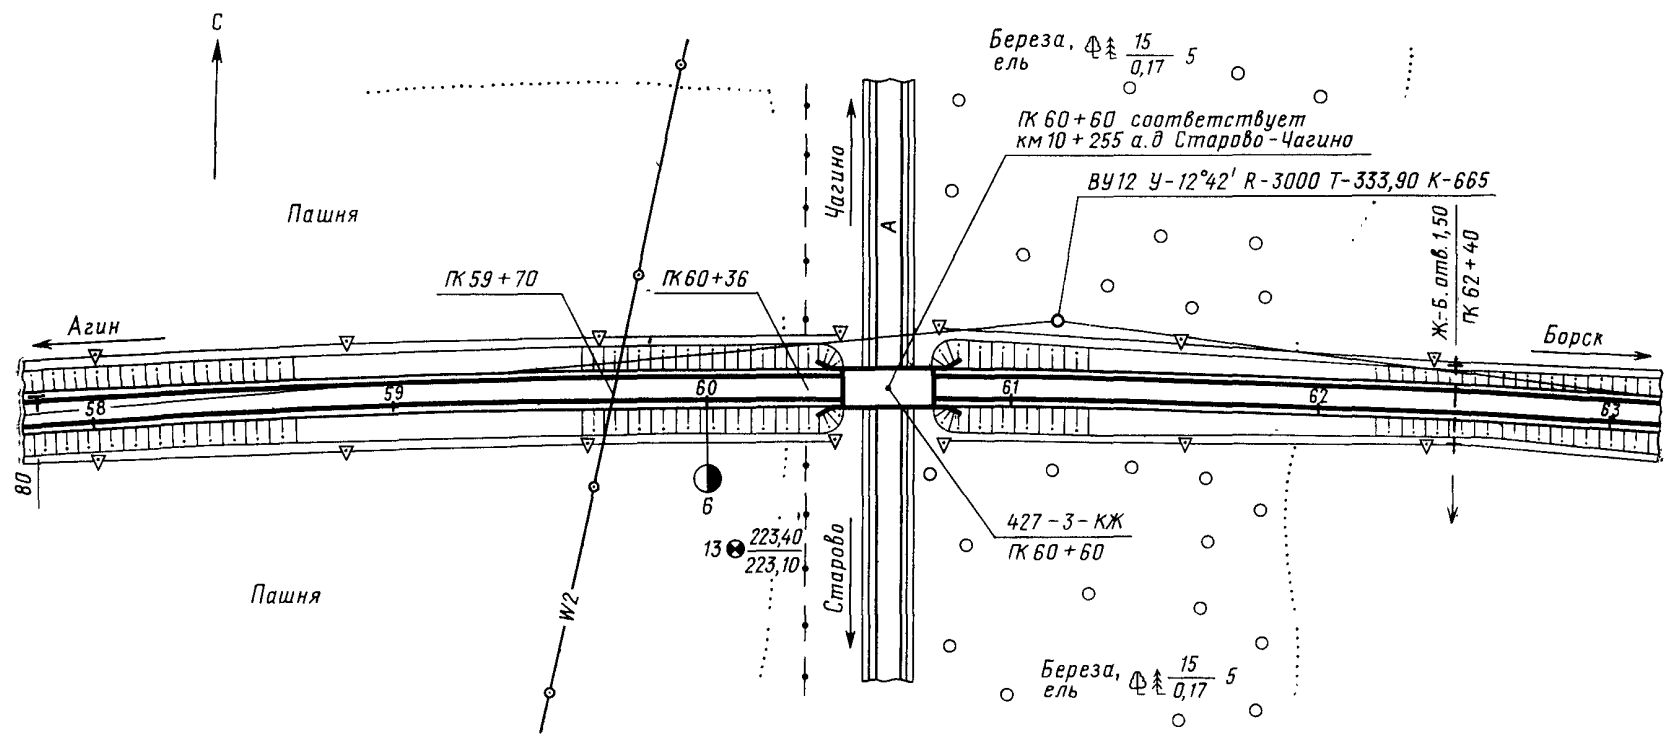 С
Береза,
ель
15
0,17
5
ПК 60+60 соответствует
км 10+255 а.д Старово-Чагино
ВУ12 У-12°42' R-3000 Т-333,90 К-665
Пашня
Чагино
А
Ж.-Б. отв. 1,50
ПК 62+40
ПК 59+70
ПК 60+36
Агин
Борск
58
59
60
61
62
63
80
6
13
223,40
223,10
427-3-КЖ
ПК 60+60
Старово
Пашня
W2
Береза,
ель
15
0,17
5